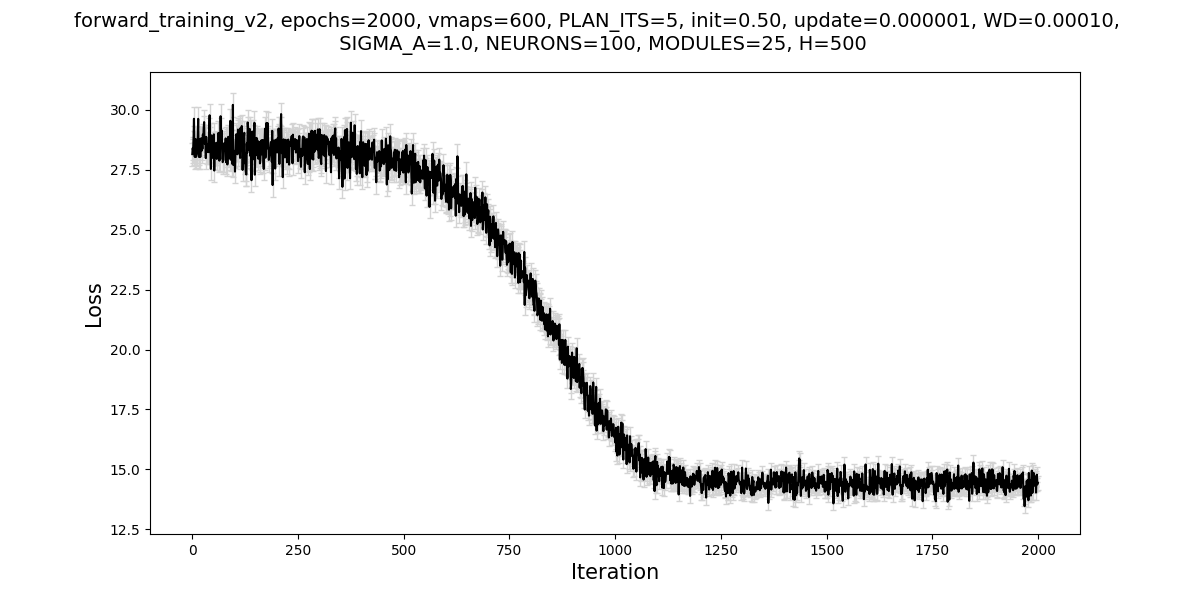 forward_training_v2, epochs=2000, vmaps=600, PLAN_ITS=5, init=0.50, update=0.000001, WD=0.00010,
SIGMA_A=1.0, NEURONS=100, MODULES=25, H=500
30.0
27.5
25.0
22.5
20.0
17.5
15.0
12.5
Loss
0 250 500 750 1000 1250 1500 1750 2000
Iteration